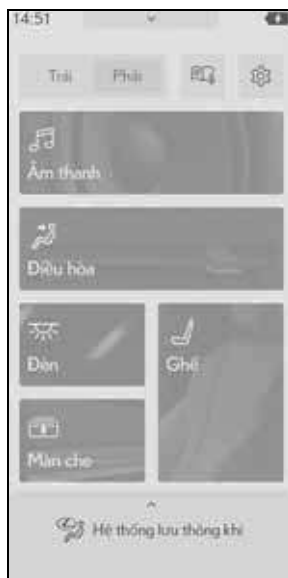 14:51
Trái Phải
Âm thanh
Điều hòa
Đèn
Ghế
Màn che
Hệ thống lưu thông khí